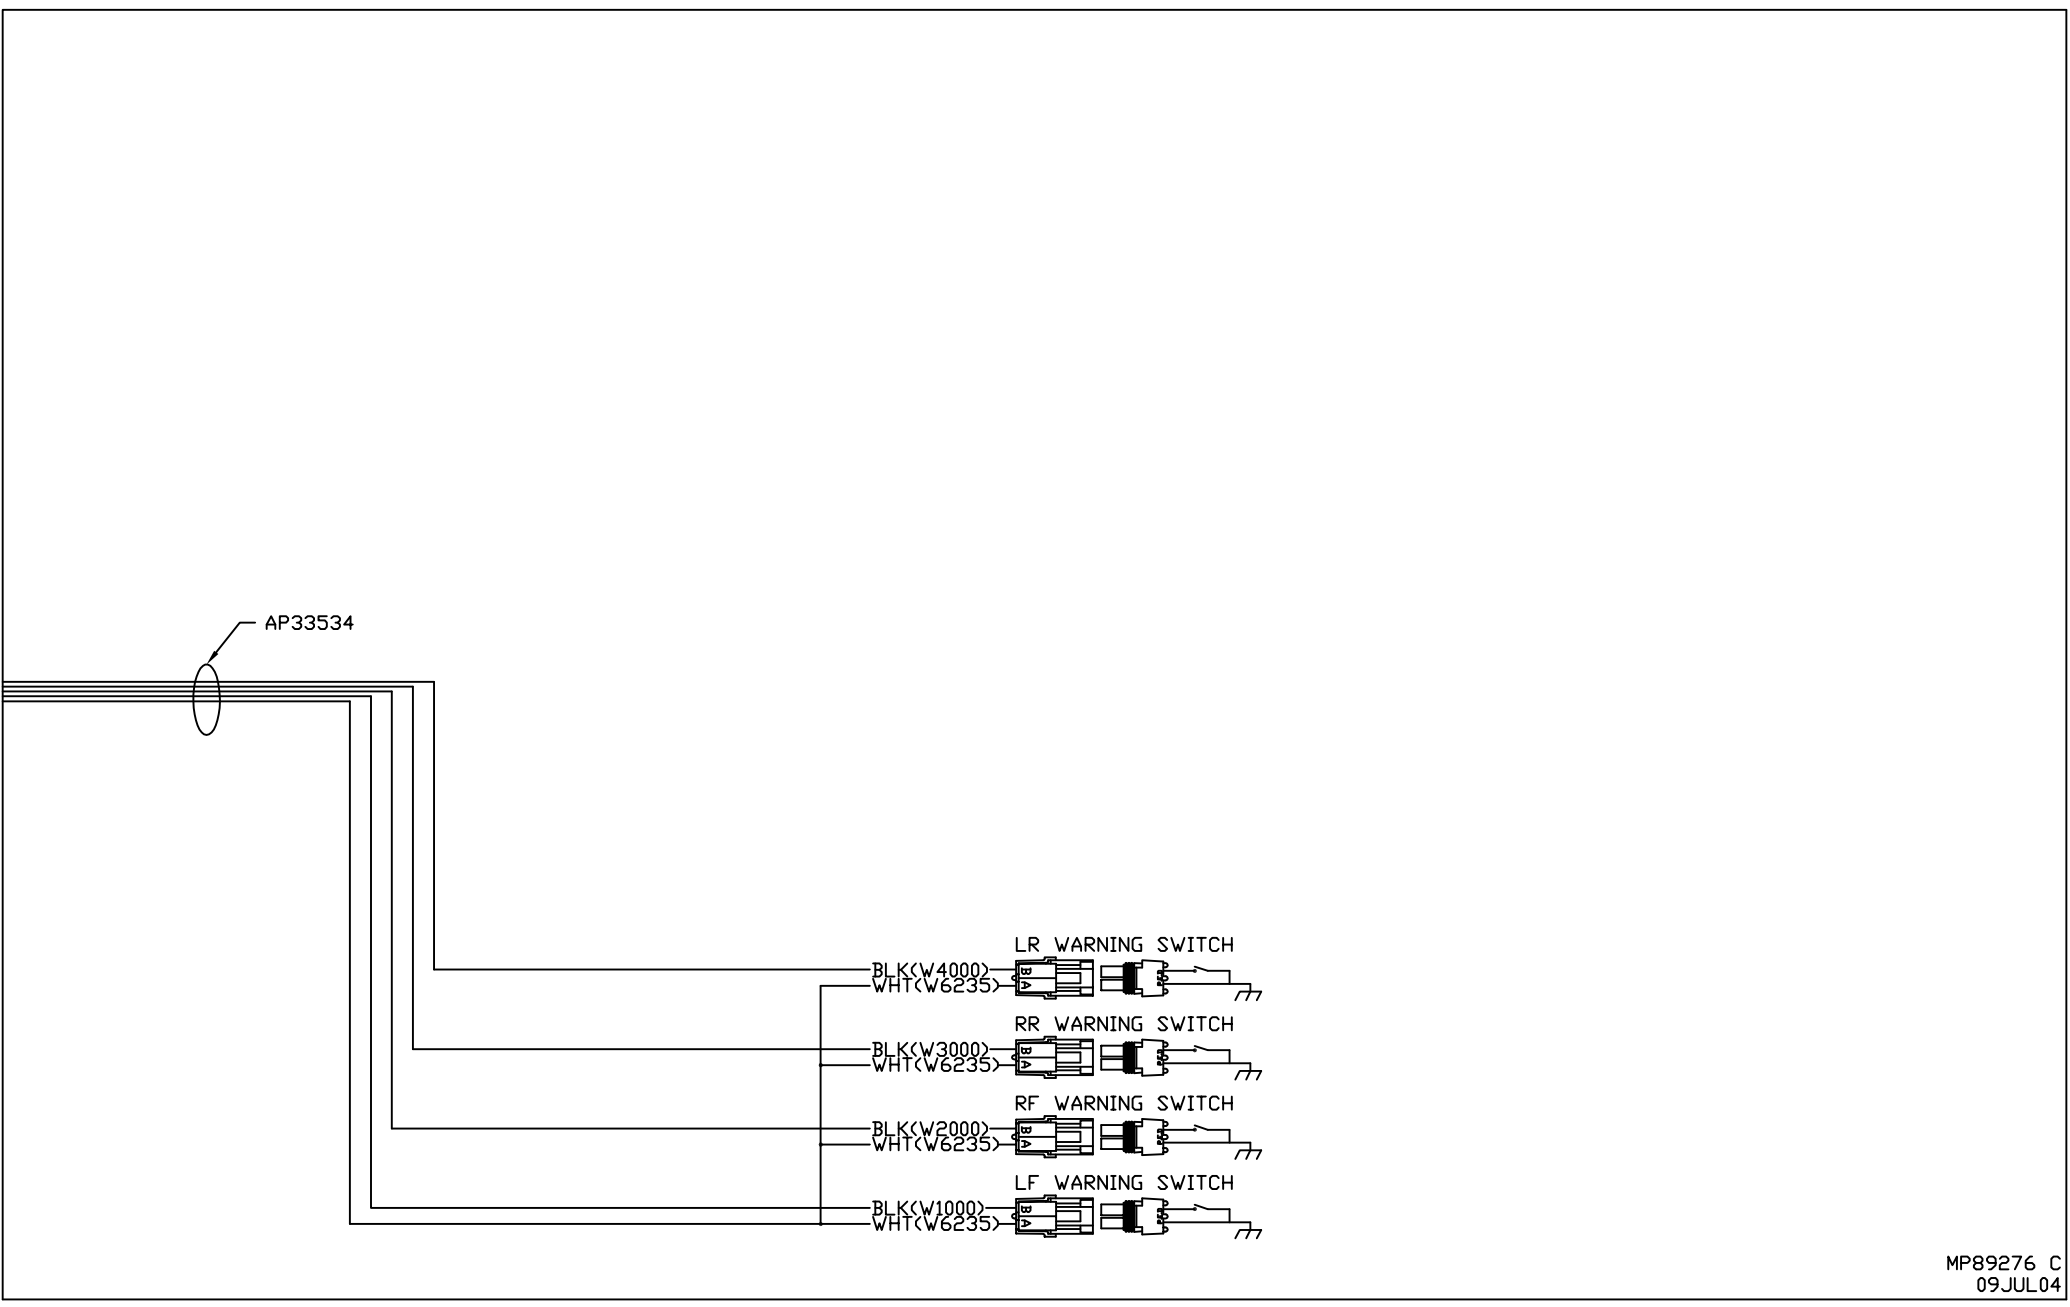 AP33534
LR WARNING SWITCH
BLK(W4000)
WHT(W6235)
B
A
RR WARNING SWITCH
BLK(W3000)
WHT(W6235)
B
A
RF WARNING SWITCH
BLK(W2000)
WHT(W6235)
B
A
LF WARNING SWITCH
BLK(W1000)
WHT(W6235)
B
A
MP89276 C
09JUL04